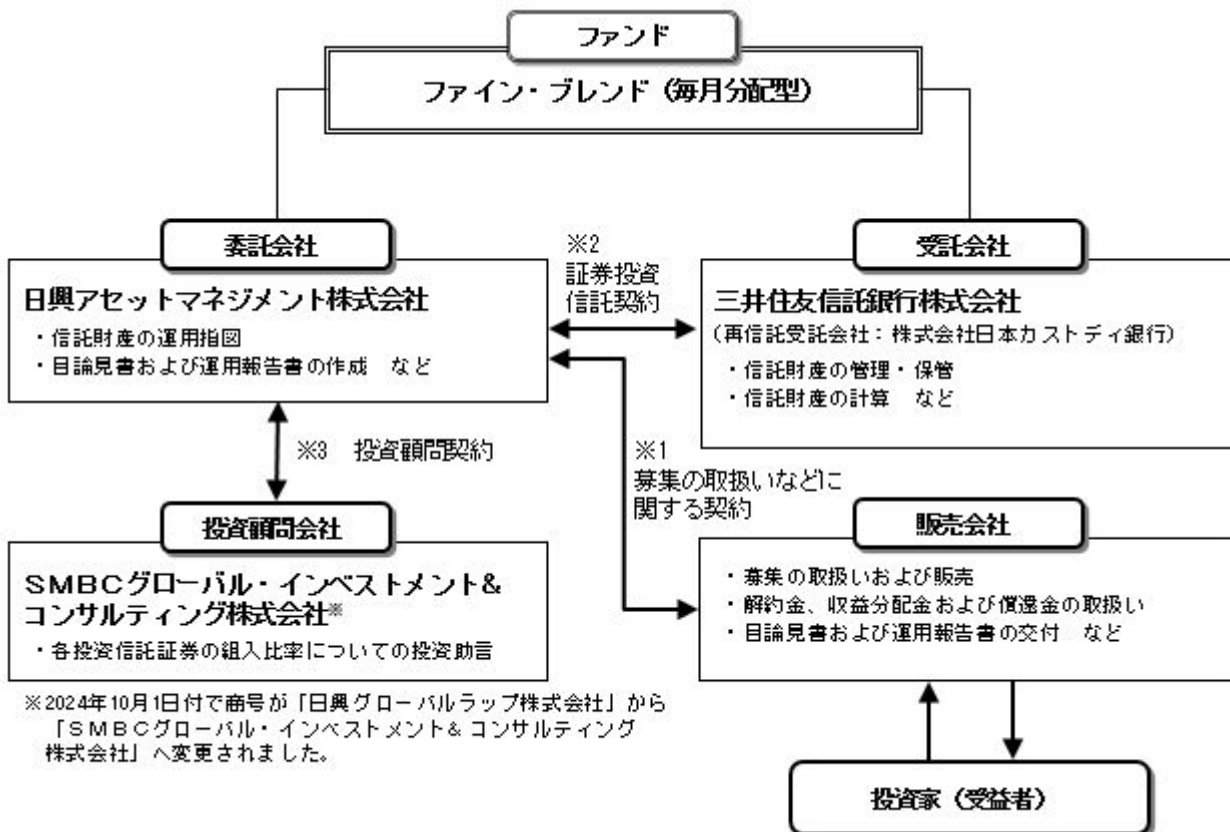 ファンド
ファイン・ブレンド（毎月分配型）
委託会社
日興アセットマネジメント株式会社
・信託財産の運用指図
・目論見書および運用報告書の作成　など
※2
証券投資
信託契約
受託会社
三井住友信託銀行株式会社
（再信託受託会社：株式会社日本カストディ銀行）
・信託財産の管理・保管
・信託財産の計算　など
※3　投資顧問契約
※1
募集の取扱いなどに
関する契約
投資顧問会社
ＳＭＢＣグローバル・インベストメント&
コンサルティング株式会社※
・各投資信託証券の組入比率についての投資助言
販売会社
・募集の取扱いおよび販売
・解約金、収益分配金および償還金の取扱い
・目論見書および運用報告書の交付　など
※2024年10月1日付で商号が「日興グローバルラップ株式会社」から
「ＳＭＢＣグローバル・インベストメント& コンサルティング
株式会社」へ変更されました。
投資家（受益者）